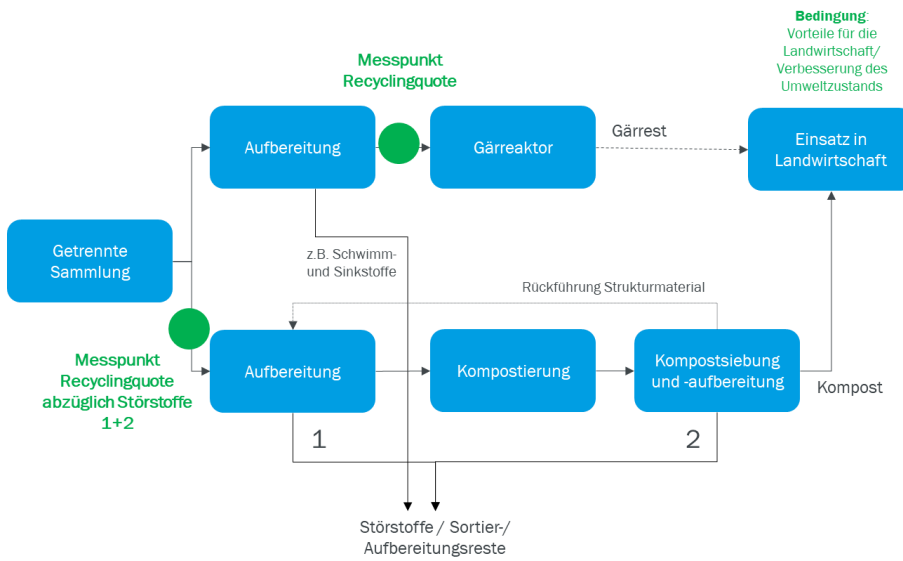 Bedingung:
Vorteile für die
Landwirtschaft/
Verbesserung des
Umweltzustands
Messpunkt
Recyclingquote
Aufbereitung
Gärreaktor
Gärrest
Einsatz in
Landwirtschaft
Getrennte
Sammlung
z.B. Schwimm-
und Sinkstoffe
Rückführung Strukturmaterial
Messpunkt
Recyclingquote
abzüglich Störstoffe
1+2
Aufbereitung
Kompostierung
Kompostsiebung
und -aufbereitung
Kompost
1
2
Störstoffe / Sortier-/
Aufbereitungsreste